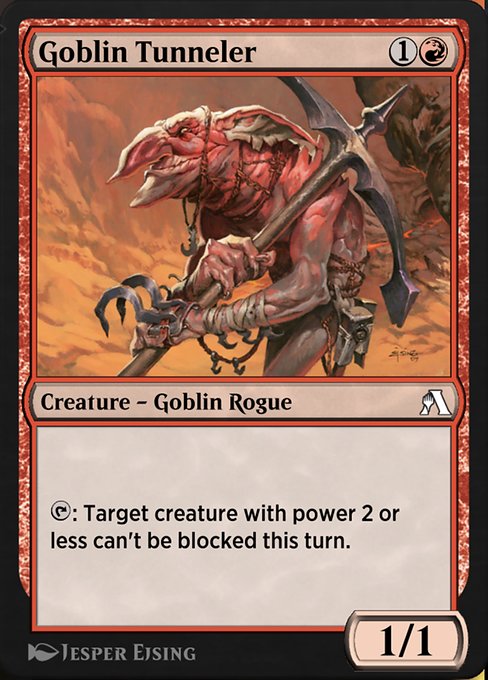 Goblin Tunneler 1
Creature – Goblin Rogue
: Target creature with power 2 or
less can't be blocked this turn.
1/1
Jesper Ejsing